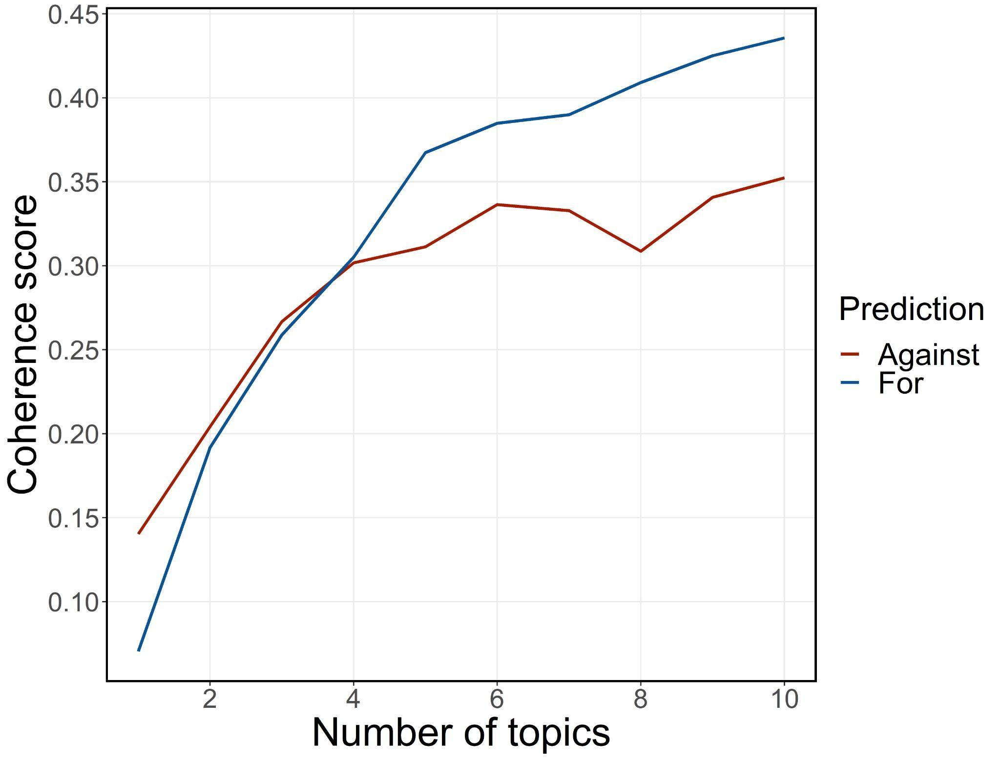 0.45
0.40
0.35
0.30
0.25
0.20
0.15
0.10
Coherence score
2 4 6 8 10
Number of topics
Prediction
Against
For